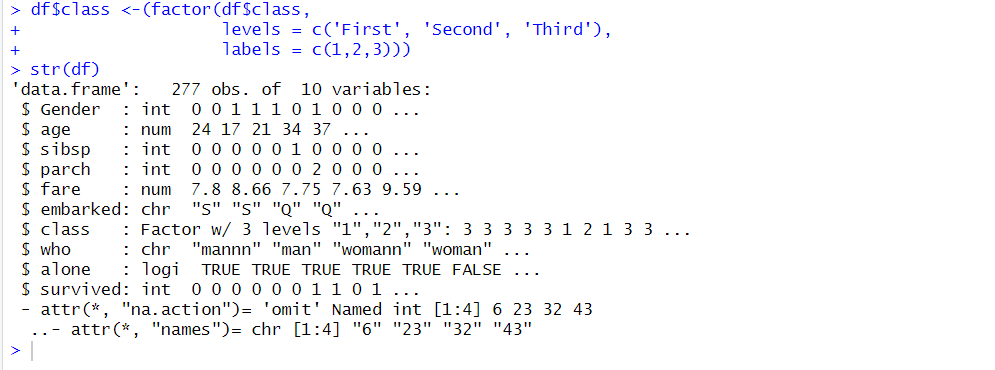 > df$class <-(factor(df$class,
+                    levels = c('First', 'Second', 'Third'),
+                    labels = c(1,2,3)))
> str(df)
'data.frame':   277 obs. of  10 variables:
 $ Gender  : int  0 0 1 1 1 0 1 0 0 0 ...
 $ age     : num  24 17 21 34 37 ...
 $ sibsp   : int  0 0 0 0 0 1 0 0 0 0 ...
 $ parch   : int  0 0 0 0 0 0 2 0 0 0 ...
 $ fare    : num  7.8 8.66 7.75 7.63 9.59 ...
 $ embarked: chr  "S" "S" "Q" "Q" ...
 $ class   : Factor w/ 3 levels "1","2","3": 3 3 3 3 3 1 2 1 3 3 ...
 $ who     : chr  "mannn" "man" "womann" "woman" ...
 $ alone   : logi  TRUE TRUE TRUE TRUE TRUE FALSE ...
 $ survived: int  0 0 0 0 0 0 1 1 0 1 ...
 - attr(*, "na.action")= 'omit' Named int [1:4] 6 23 32 43
  ..- attr(*, "names")= chr [1:4] "6" "23" "32" "43"
>